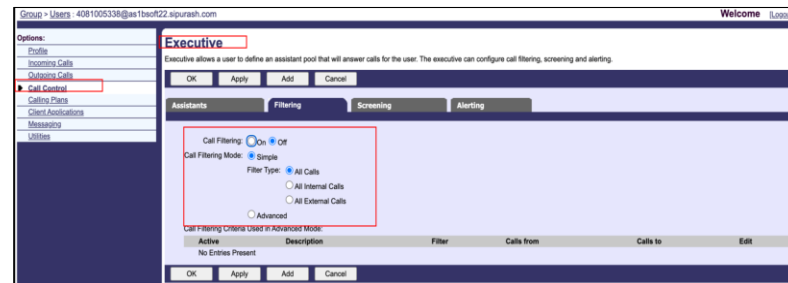 Group > Users : 4081005338@as1bsoft22.sipurash.com Welcome [Logout
Options:
Profile
Incoming Calls
Outgoing Calls
Call Control
Calling Plans
Client Applications
Messaging
Utilities
Executive
Executive allows a user to define an assistant pool that will answer calls for the user. The executive can configure call filtering, screening and alerting.
OK Apply Add Cancel
Assistants Filtering Screening Alerting
Call Filtering: On Off
Call Filtering Mode: Simple
Filter Type: All Calls
All Internal Calls
All External Calls
Advanced
Call Filtering Criteria Used in Advanced Mode:
Active Description Filter Calls from Calls to Edit
No Entries Present
OK Apply Add Cancel